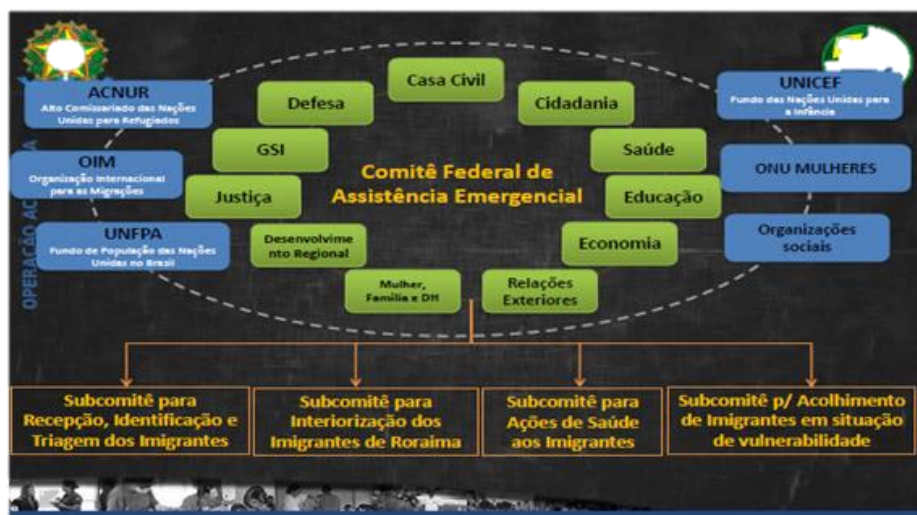 Casa Civil
Defesa
Cidadania
GSI
Saúde
Justiça
Educação
Desenvolvime
nto Regional
Economia
Mulher,
Família e DH
Relações
Exteriores
Comitê Federal de
Assistência Emergencial
ACNUR
Alto Comissariado das Nações
Unidas para Refugiados
OIM
Organização Internacional
para as Migrações
UNFPA
Fundo de População das Nações
Unidas no Brasil
UNICEF
Fundo das Nações Unidas para
a Infância
ONU MULHERES
Organizações
sociais
OPERAÇÃO
Subcomitê para
Recepção, Identificação e
Triagem dos Imigrantes
Subcomitê para
Interiorização dos
Imigrantes de Roraima
Subcomitê para
Ações de Saúde
aos Imigrantes
Subcomitê p/ Acolhimento
de Imigrantes em situação
de vulnerabilidade